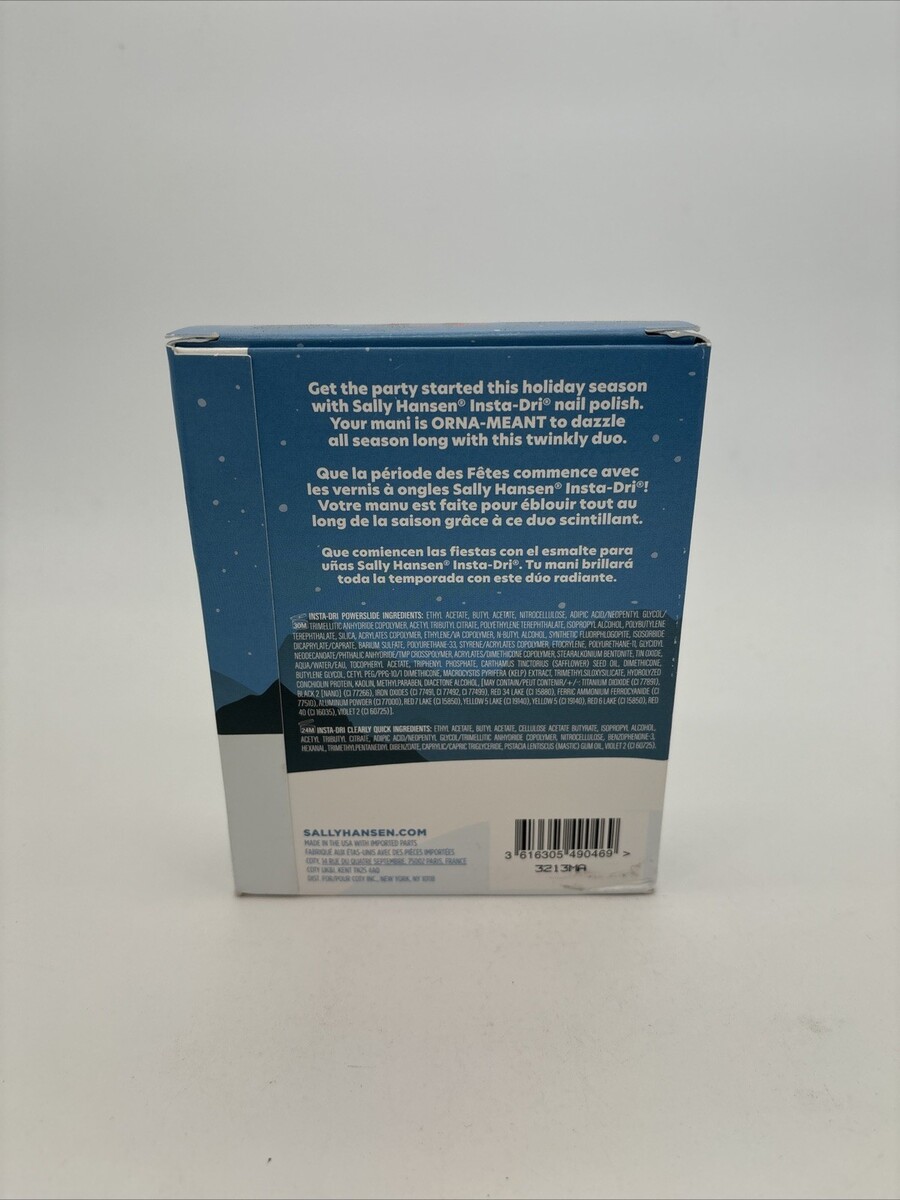 Get the party started this holiday season
with Sally Hansen® Insta-Dri® nail polish.
Your mani is ORNA-MEANT to dazzle
all season long with this twinkly duo.
Que la période des Fêtes commence avec
les vernis à ongles Sally Hansen® Insta-Dri®!
Votre manu est faite pour éblouir tout au
long de la saison grâce à ce duo scintillant.
Que comiencen las fiestas con el esmalte para
uñas Sally Hansen® Insta-Dri®. Tu mani brillará
toda la temporada con este dúo radiante.
INSTA-DRI POWERSLIDE INGREDIENTS: ETHYL ACETATE, BUTYL ACETATE, NITROCELLULOSE, ADIPIC ACID/NEOPENTYL GLYCOL/
30M TRIMELLITIC ANHYDRIDE COPOLYMER, ACETYL TRIBUTYL CITRATE, POLYETHYLENE TEREPHTHALATE, ISOPROPYL ALCOHOL, POLYBUTYLENE
TEREPHTHALATE, SILICA, ACRYLATES COPOLYMER, ETHYLENE/VA COPOLYMER, N-BUTYL ALCOHOL, SYNTHETIC FLUORPHLOGOPITE, ISOSORBIDE
DICAPRYLATE/CAPRATE, BARIUM SULFATE, POLYURETHANE-33, STYRENE/ACRYLATES COPOLYMER, ETOCRYLENE, POLYURETHANE-11, GLYCIDYL
NEODECANOATE/PHTHALIC ANHYDRIDE/TMP CROSSPOLYMER, ACRYLATES/DIMETHICONE COPOLYMER, STEARALKONIUM BENTONITE, TIN OXIDE,
AQUA/WATER/EAU, TOCOPHERYL ACETATE, TRIPHENYL PHOSPHATE, CARTHAMUS TINCTORIUS (SAFFLOWER) SEED OIL, DIMETHICONE,
BUTYLENE GLYCOL, CETYL PEG/PPG-10/1 DIMETHICONE, MACROCYSTIS PYRIFERA (KELP) EXTRACT, TRIMETHYLSILOXYSILICATE, HYDROLYZED
CONCHIOLIN PROTEIN, KAOLIN, METHYLPARABEN, DIACETONE ALCOHOL, [MAY CONTAIN/PEUT CONTENIR/+/-: TITANIUM DIOXIDE (CI 77891),
BLACK 2 [NANO] (CI 77266), IRON OXIDES (CI 77491, CI 77492, CI 77499), RED 34 LAKE (CI 15880), FERRIC AMMONIUM FERROCYANIDE (CI
77510), ALUMINUM POWDER (CI 77000), RED 7 LAKE (CI 15850), YELLOW 5 LAKE (CI 19140), YELLOW 5 (CI 19140), RED 6 LAKE (CI 15850), RED
40 (CI 16035), VIOLET 2 (CI 60725)].
24M INSTA-DRI CLEARLY QUICK INGREDIENTS: ETHYL ACETATE, BUTYL ACETATE, CELLULOSE ACETATE BUTYRATE, ISOPROPYL ALCOHOL,
ACETYL TRIBUTYL CITRATE, ADIPIC ACID/NEOPENTYL GLYCOL/TRIMELLITIC ANHYDRIDE COPOLYMER, NITROCELLULOSE, BENZOPHENONE-3,
HEXANAL, TRIMETHYLPENTANEDIYL DIBENZOATE, CAPRYLIC/CAPRIC TRIGLYCERIDE, PISTACIA LENTISCUS (MASTIC) GUM OIL, VIOLET 2 (CI 60725).
SALLYHANSEN.COM
MADE IN THE USA WITH IMPORTED PARTS
FABRIQUÉ AUX ÉTATS-UNIS AVEC DES PIÈCES IMPORTÉES
COTY, 14 RUE DU QUATRE SEPTEMBRE, 75002 PARIS, FRANCE
COTY UK&I, KENT TN25 4AQ
DIST. FOR/POUR COTY INC., NEW YORK, NY 10118
3 616305 490469 >
3213MA